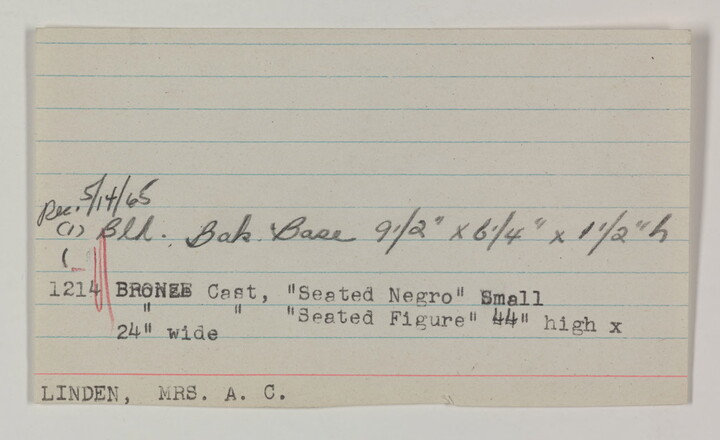 Rec. 5/14/65
(1) Bld. Bak. Base 9 1/2" x 6 1/4" x 1 1/2" h
(
1214 BRONZE Cast, "Seated Negro" Small
" " "Seated Figure" 44" high x
24" wide
LINDEN, MRS. A. C.